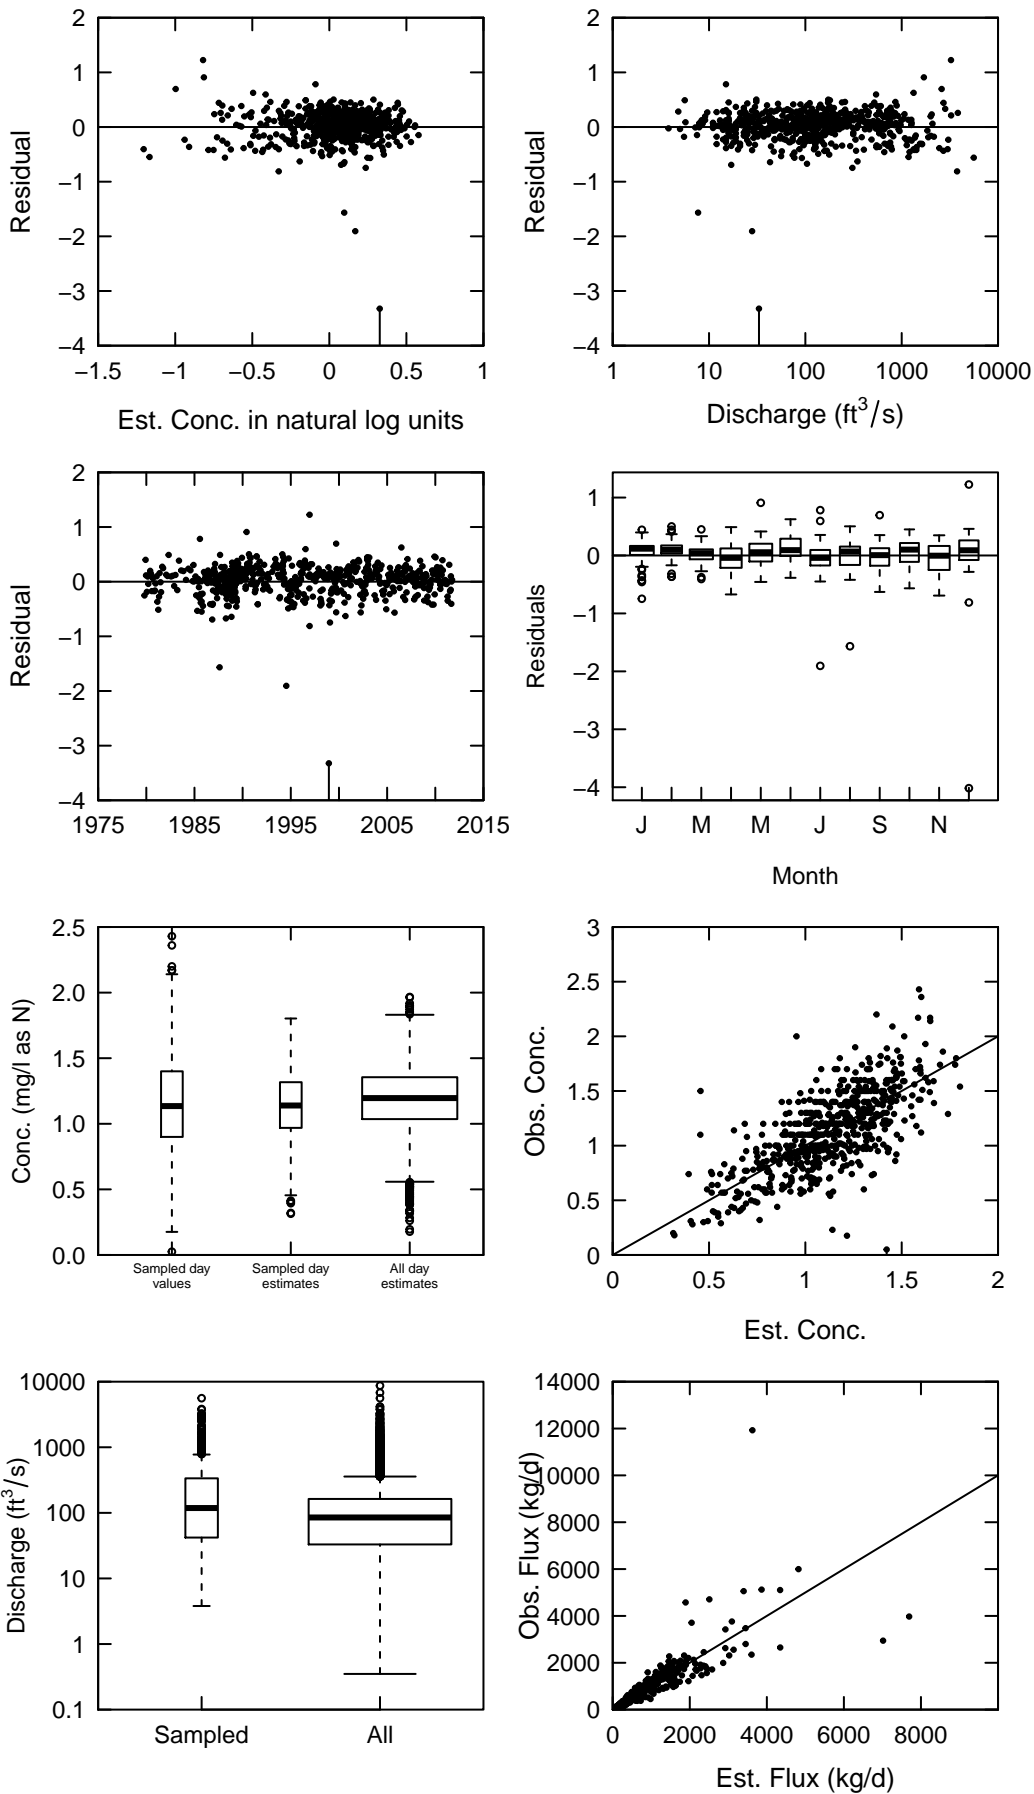 2
1
0
−1
−2
−3
−4
Residual
−1.5 −1 −0.5 0 0.5 1
Est. Conc. in natural log units
2
1
0
−1
−2
−3
−4
Residual
1 10 100 1000 10000
Discharge (ft3/s)
2
1
0
−1
−2
−3
−4
Residual
1975 1985 1995 2005 2015
1
0
−1
−2
−3
−4
Residuals
J M M J S N
Month
2.5
2.0
1.5
1.0
0.5
0.0
Conc. (mg/l as N)
Sampled day values
Sampled day estimates
All day estimates
3
2.5
2
1.5
1
0.5
0
Obs. Conc.
0 0.5 1 1.5 2
Est. Conc.
10000
1000
100
10
1
0.1
Discharge (ft3/s)
Sampled All
14000
12000
10000
8000
6000
4000
2000
0
Obs. Flux (kg/d)
0 2000 4000 6000 8000
Est. Flux (kg/d)